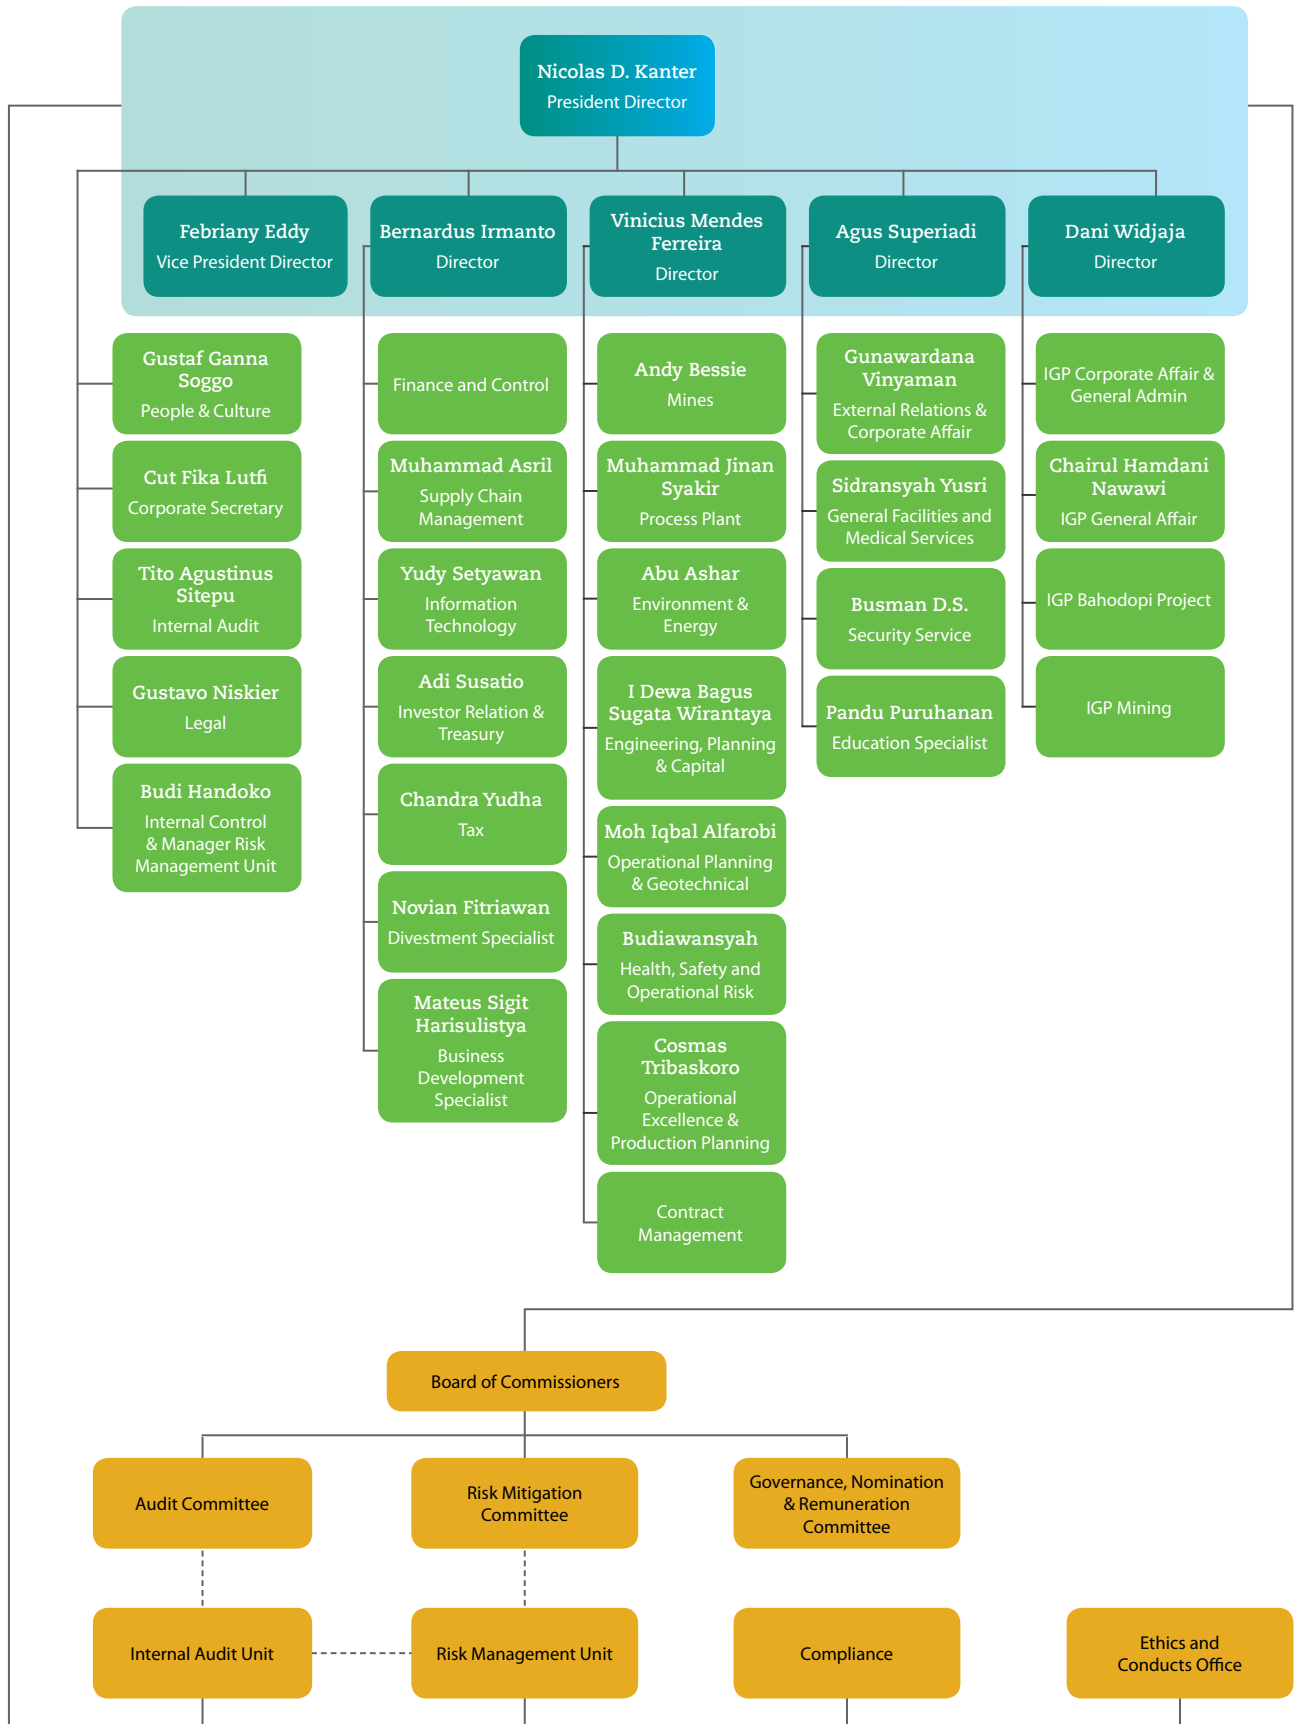 Nicolas D. Kanter
President Director
Febriany Eddy
Vice President Director
Bernardus Irmanto
Director
Vinicius Mendes
Ferreira
Director
Agus Superiadi
Director
Dani Widjaja
Director
Gustaf Ganna
Soggo
People & Culture
Cut Fika Lutfi
Corporate Secretary
Tito Agustinus
Sitepu
Internal Audit
Gustavo Niskier
Legal
Budi Handoko
Internal Control
& Manager Risk
Management Unit
Finance and Control
Muhammad Asril
Supply Chain
Management
Yudy Setyawan
Information
Technology
Adi Susatio
Investor Relation &
Treasury
Chandra Yudha
Tax
Novian Fitriawan
Divestment Specialist
Mateus Sigit
Harisulistya
Business
Development
Specialist
Andy Bessie
Mines
Muhammad Jinan
Syakir
Process Plant
Abu Ashar
Environment &
Energy
I Dewa Bagus
Sugata Wirantaya
Engineering, Planning
& Capital
Moh Iqbal Alfarobi
Operational Planning
& Geotechnical
Budiawansyah
Health, Safety and
Operational Risk
Cosmas
Tribaskoro
Operational
Excellence &
Production Planning
Contract
Management
Gunawardana
Vinyaman
External Relations &
Corporate Affair
Sidransyah Yusri
General Facilities and
Medical Services
Busman D.S.
Security Service
Pandu Puruhanan
Education Specialist
IGP Corporate Affair &
General Admin
Chairul Hamdani
Nawawi
IGP General Affair
IGP Bahodopi Project
IGP Mining
Board of Commissioners
Audit Committee
Risk Mitigation
Committee
Governance, Nomination
& Remuneration
Committee
Internal Audit Unit
Risk Management Unit
Compliance
Ethics and
Conducts Office